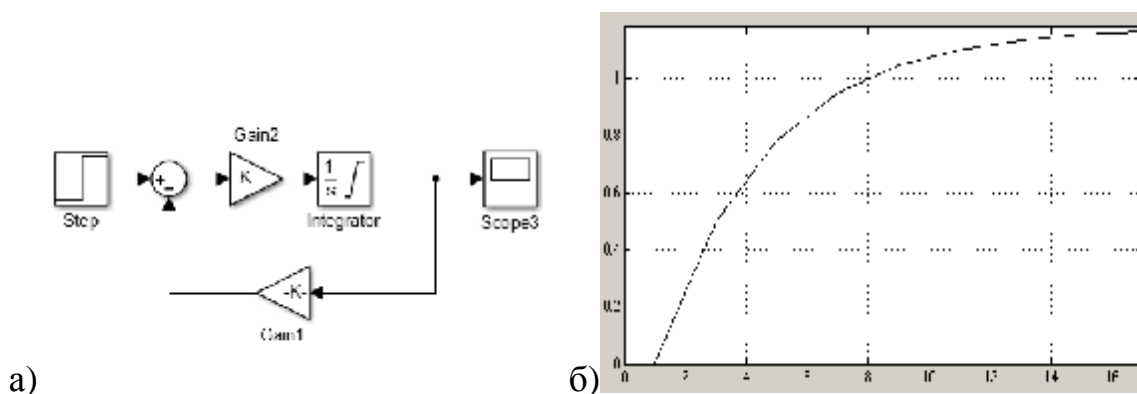 Gain2
K
1
s
Step
Integrator
Scope3
-K-
Gain1
а)
1
0.8
0.6
0.4
0.2
0
0 2 4 6 8 10 12 14 16
б)